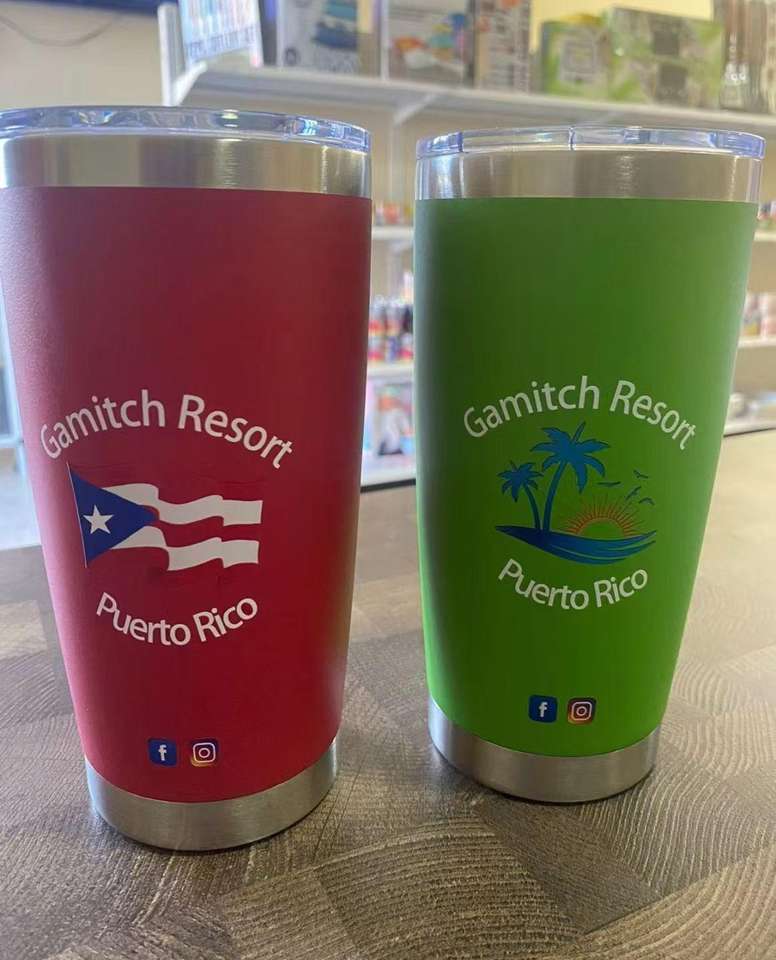 Gamitch Resort
Puerto Rico
f
Gamitch Resort
Puerto Rico
f